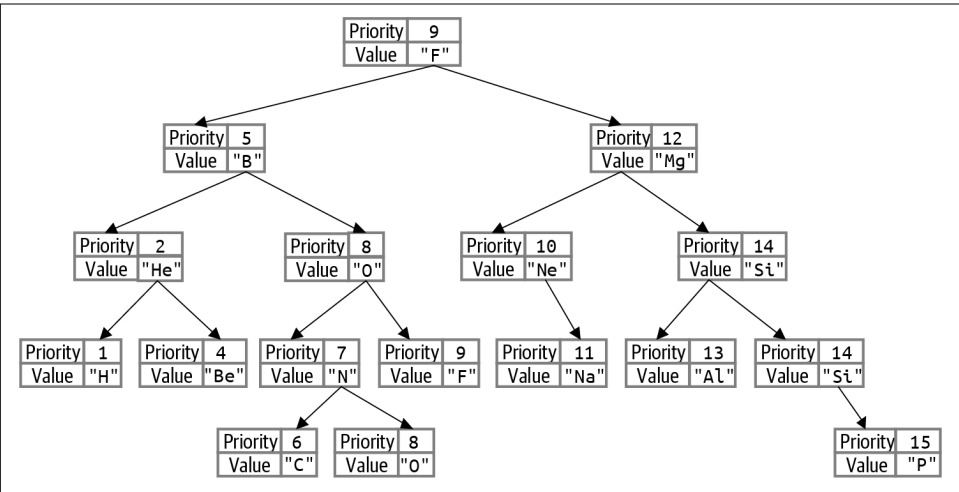 Priority 9
Value "F"
Priority 5
Value "B"
Priority 12
Value "Mg"
Priority 2
Value "He"
Priority 8
Value "O"
Priority 10
Value "Ne"
Priority 14
Value "Si"
Priority 1
Value "H"
Priority 4
Value "Be"
Priority 7
Value "N"
Priority 9
Value "F"
Priority 11
Value "Na"
Priority 13
Value "Al"
Priority 14
Value "Si"
Priority 6
Value "C"
Priority 8
Value "O"
Priority 15
Value "P"